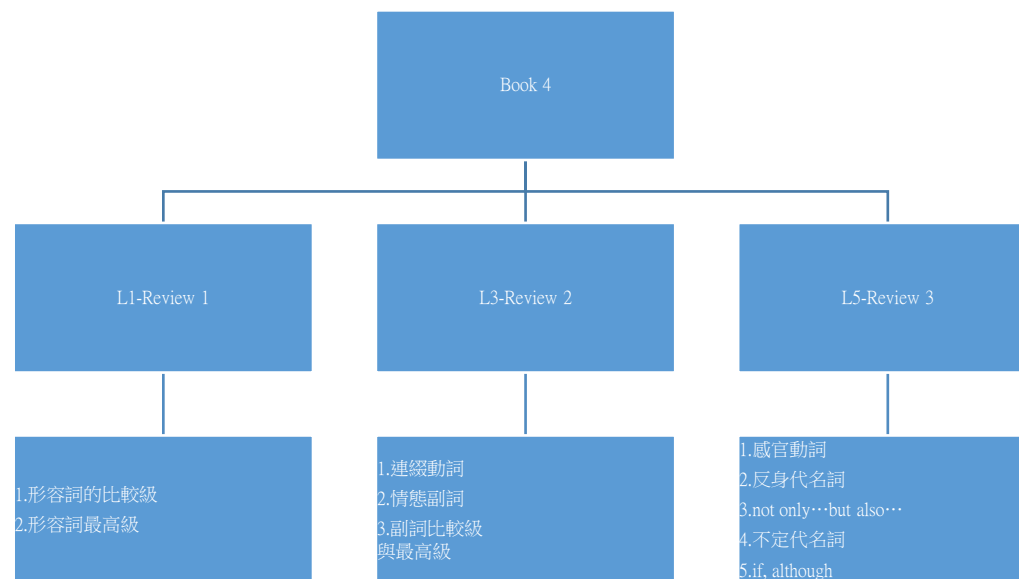 Book 4
L1-Review 1
L3-Review 2
L5-Review 3
1.形容詞的比較級
2.形容詞最高級
1.連綴動詞
2.情態副詞
3.副詞比較級
與最高級
1.感官動詞
2.反身代名詞
3.not only…but also…
4.不定代名詞
5.if, although